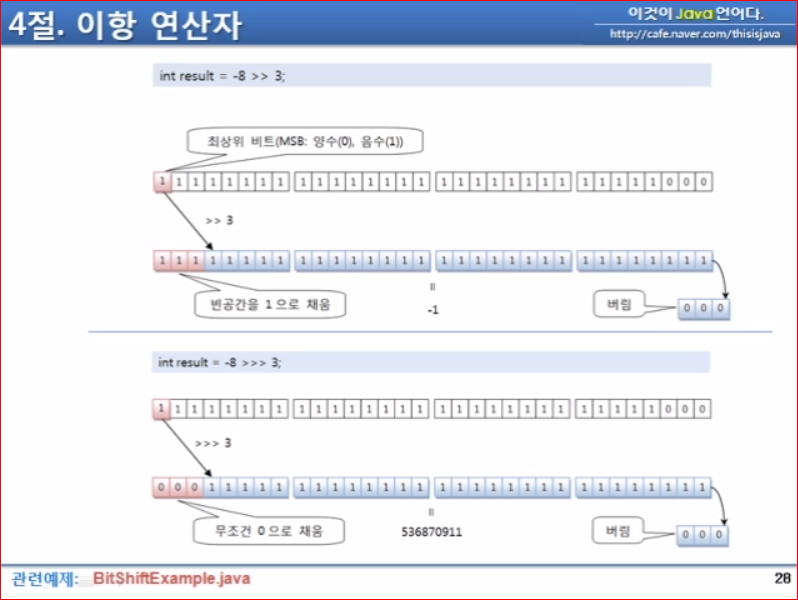 4절. 이항 연산자
이것이 Java 언어다.
http://cafe.naver.com/thisisjava
int result = -8 >> 3;
최상위 비트(MSB: 양수(0), 음수(1))
1 1 1 1 1 1 1 1 1 1 1 1 1 1 1 1 1 1 1 1 1 1 1 1 1 1 1 1 1 0 0 0
>> 3
1 1 1 1 1 1 1 1 1 1 1 1 1 1 1 1 1 1 1 1 1 1 1 1 1 1 1 1 1 1 1 1
빈공간을 1 으로 채움
=
-1
버림
0 0 0
int result = -8 >>> 3;
1 1 1 1 1 1 1 1 1 1 1 1 1 1 1 1 1 1 1 1 1 1 1 1 1 1 1 1 1 0 0 0
>>> 3
0 0 0 1 1 1 1 1 1 1 1 1 1 1 1 1 1 1 1 1 1 1 1 1 1 1 1 1 1 1 1 1
무조건 0 으로 채움
=
536870911
버림
0 0 0
관련예제: BitShiftExample.java
28